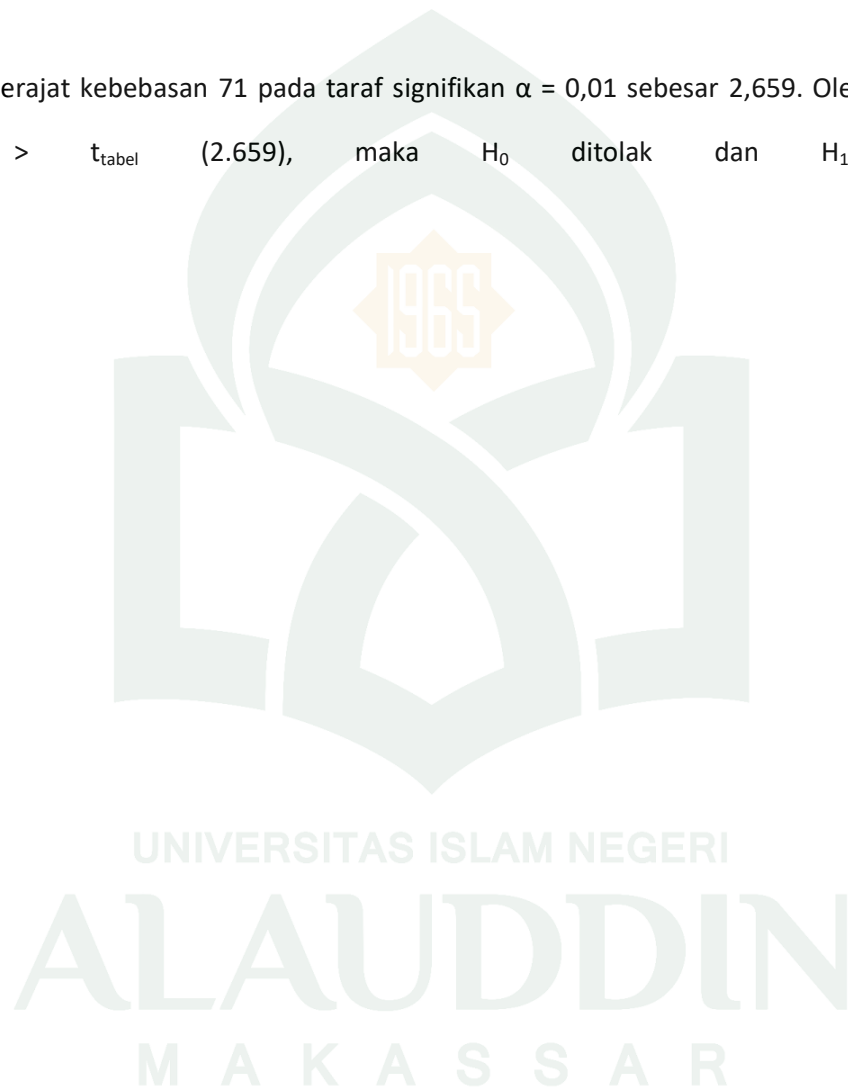 erajat kebebasan 71 pada taraf signifikan α = 0,01 sebesar 2,659. Ole
> t_tabel (2.659), maka H₀ ditolak dan H₁
1965
UNIVERSITAS ISLAM NEGERI
ALAUDDIN
MAKASSAR